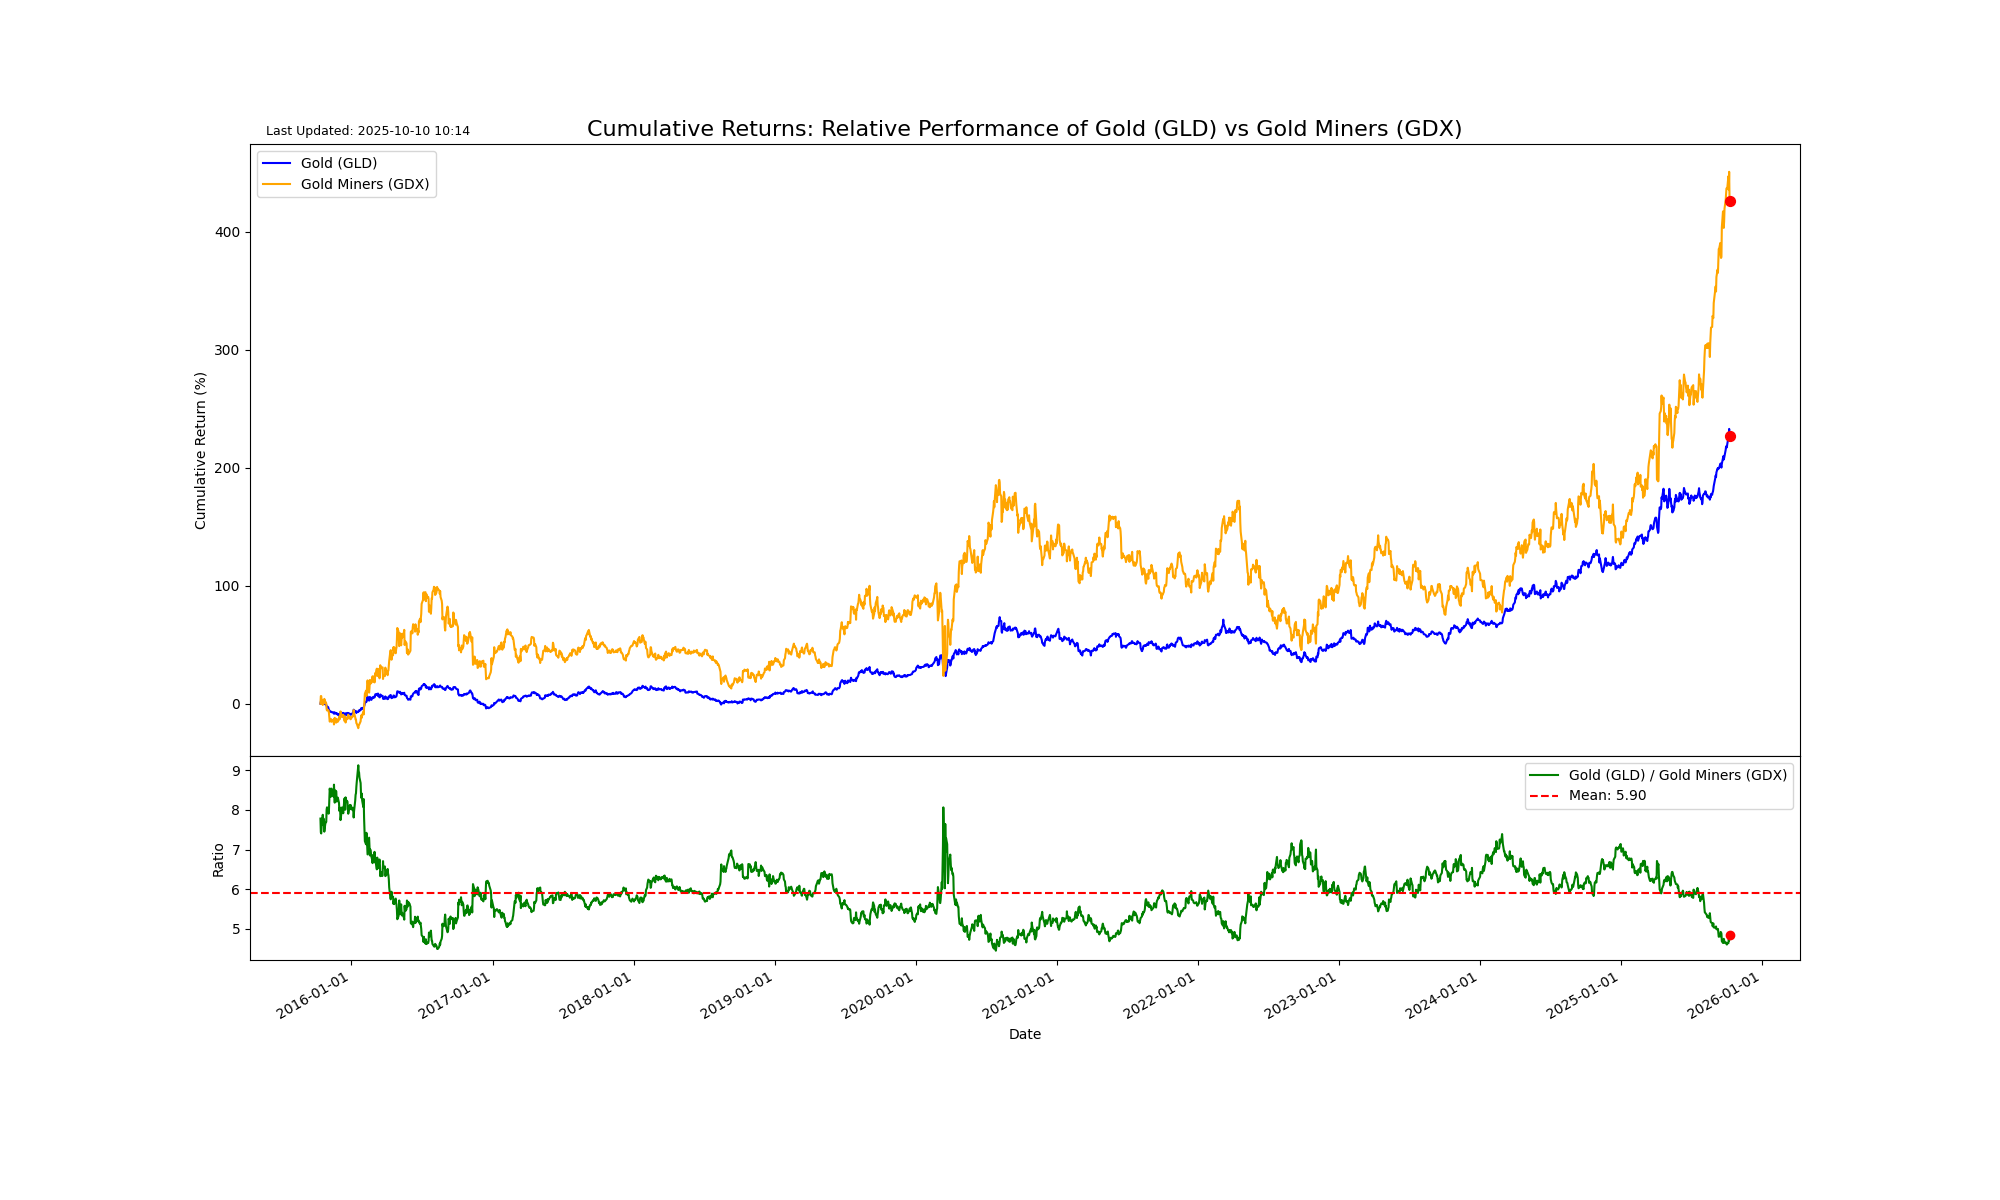 Last Updated: 2025-10-10 10:14
Cumulative Returns: Relative Performance of Gold (GLD) vs Gold Miners (GDX)
Gold (GLD)
Gold Miners (GDX)
400
300
200
100
0
Cumulative Return (%)
Gold (GLD) / Gold Miners (GDX)
Mean: 5.90
9
8
7
6
5
Ratio
2016-01-01
2017-01-01
2018-01-01
2019-01-01
2020-01-01
2021-01-01
2022-01-01
2023-01-01
2024-01-01
2025-01-01
2026-01-01
Date